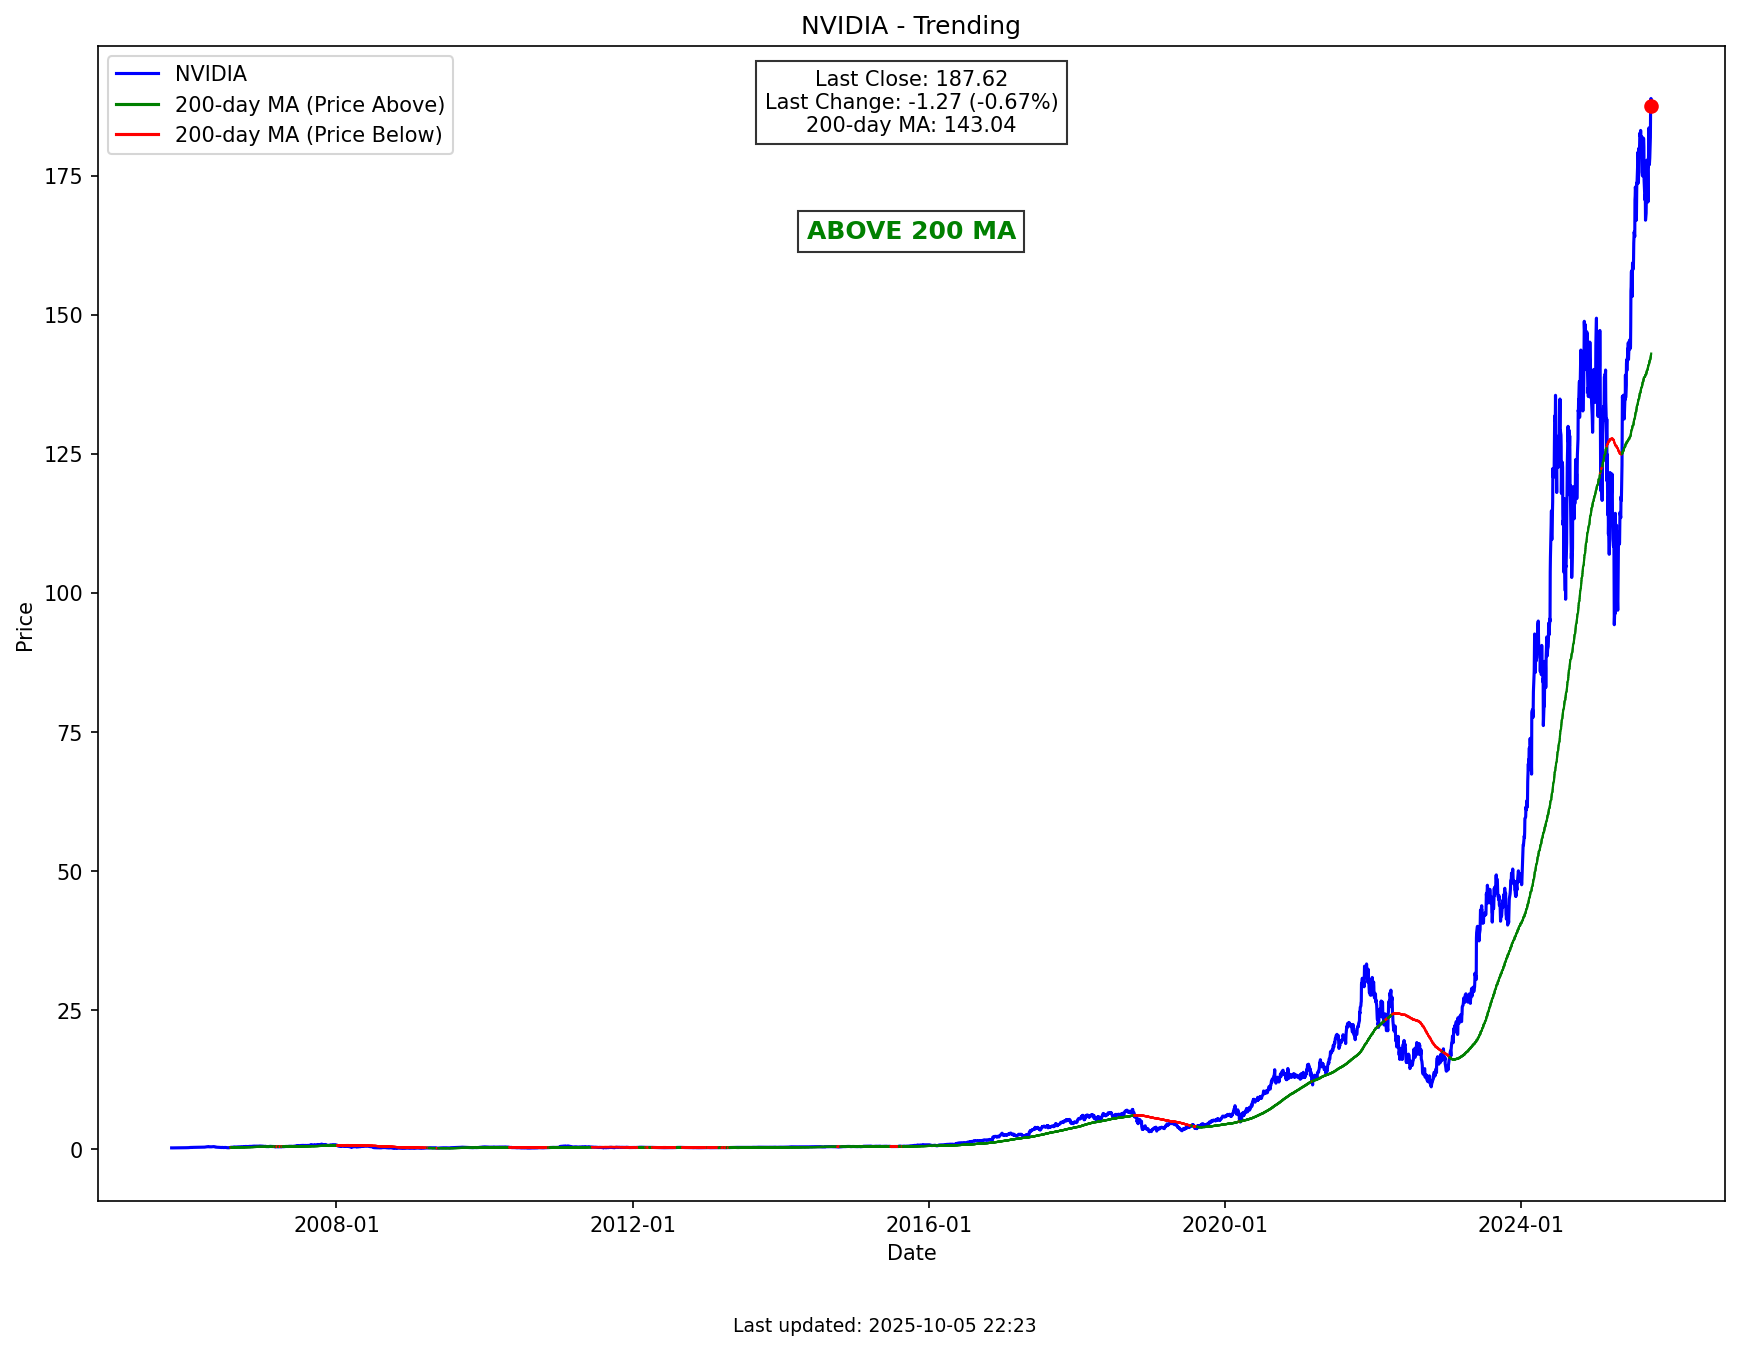 NVIDIA - Trending
NVIDIA
200-day MA (Price Above)
200-day MA (Price Below)
Last Close: 187.62
Last Change: -1.27 (-0.67%)
200-day MA: 143.04
ABOVE 200 MA
175
150
125
100
75
50
25
0
Price
2008-01
2012-01
2016-01
2020-01
2024-01
Date
Last updated: 2025-10-05 22:23